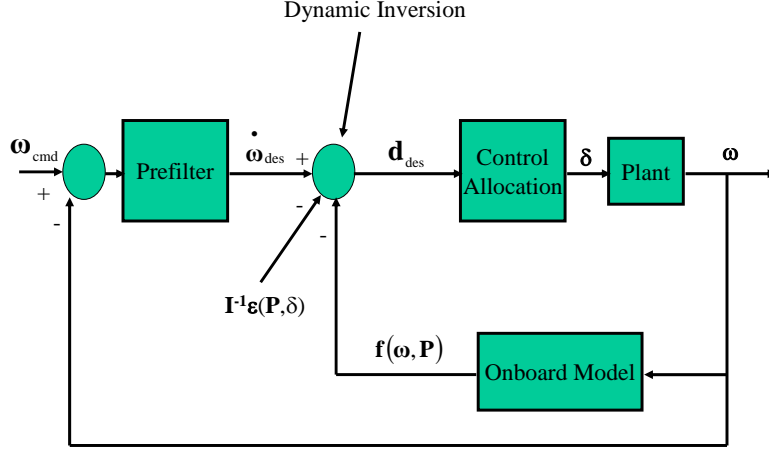 Dynamic Inversion
ω_cmd
+
-
Prefilter
ω̇_des
+
-
-
d_des
Control
Allocation
δ
Plant
ω
I⁻¹ε(P,δ)
f(ω, P)
Onboard Model